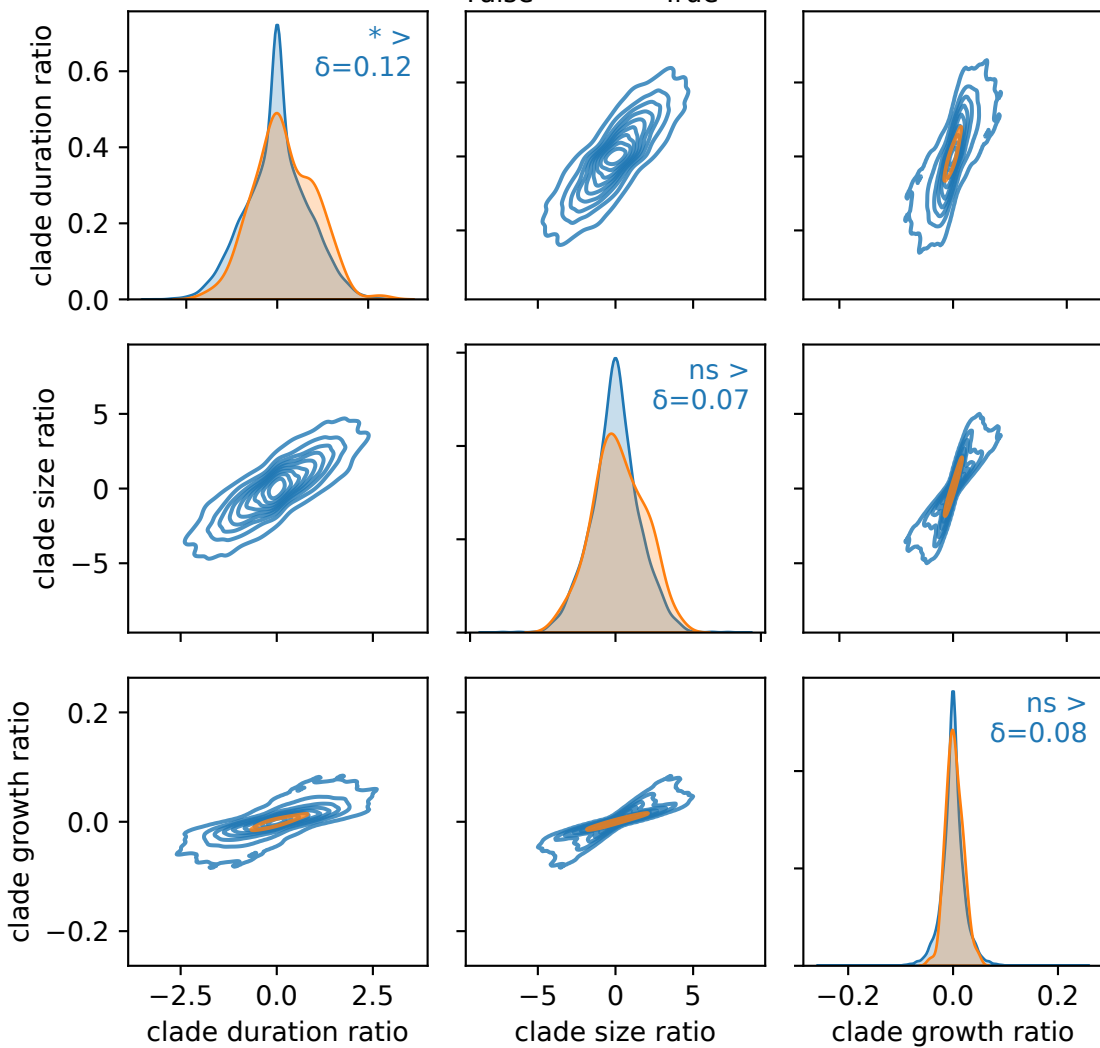 clade duration ratio
0.6
0.4
0.2
0.0
* >
δ=0.12
clade size ratio
5
0
−5
ns >
δ=0.07
clade growth ratio
0.2
0.0
−0.2
ns >
δ=0.08
−2.5 0.0 2.5
−5 0 5
−0.2 0.0 0.2
clade duration ratio
clade size ratio
clade growth ratio